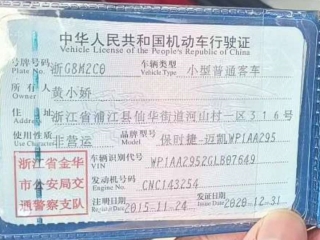 中华人民共和国机动车行驶证
Vehicle License of the People's Republic of China
号牌号码 浙G8M2C0 车辆类型 小型普通客车
Plate No. Vehicle Type
所有人 黄小娇
Owner
住址 浙江省浦江县仙华街道河山村一区316号
Address
使用性质 非营运 品牌型号 保时捷-迈凯WP1AA295
Use Character Model
浙江省金华
市公安局交
通警察支队
车辆识别代号 WP1AA2952GLB07649
VIN
发动机号码 CNC143254
Engine No.
注册日期 2015-11-24 发证日期 2020-12-31
Register Date Issue Date